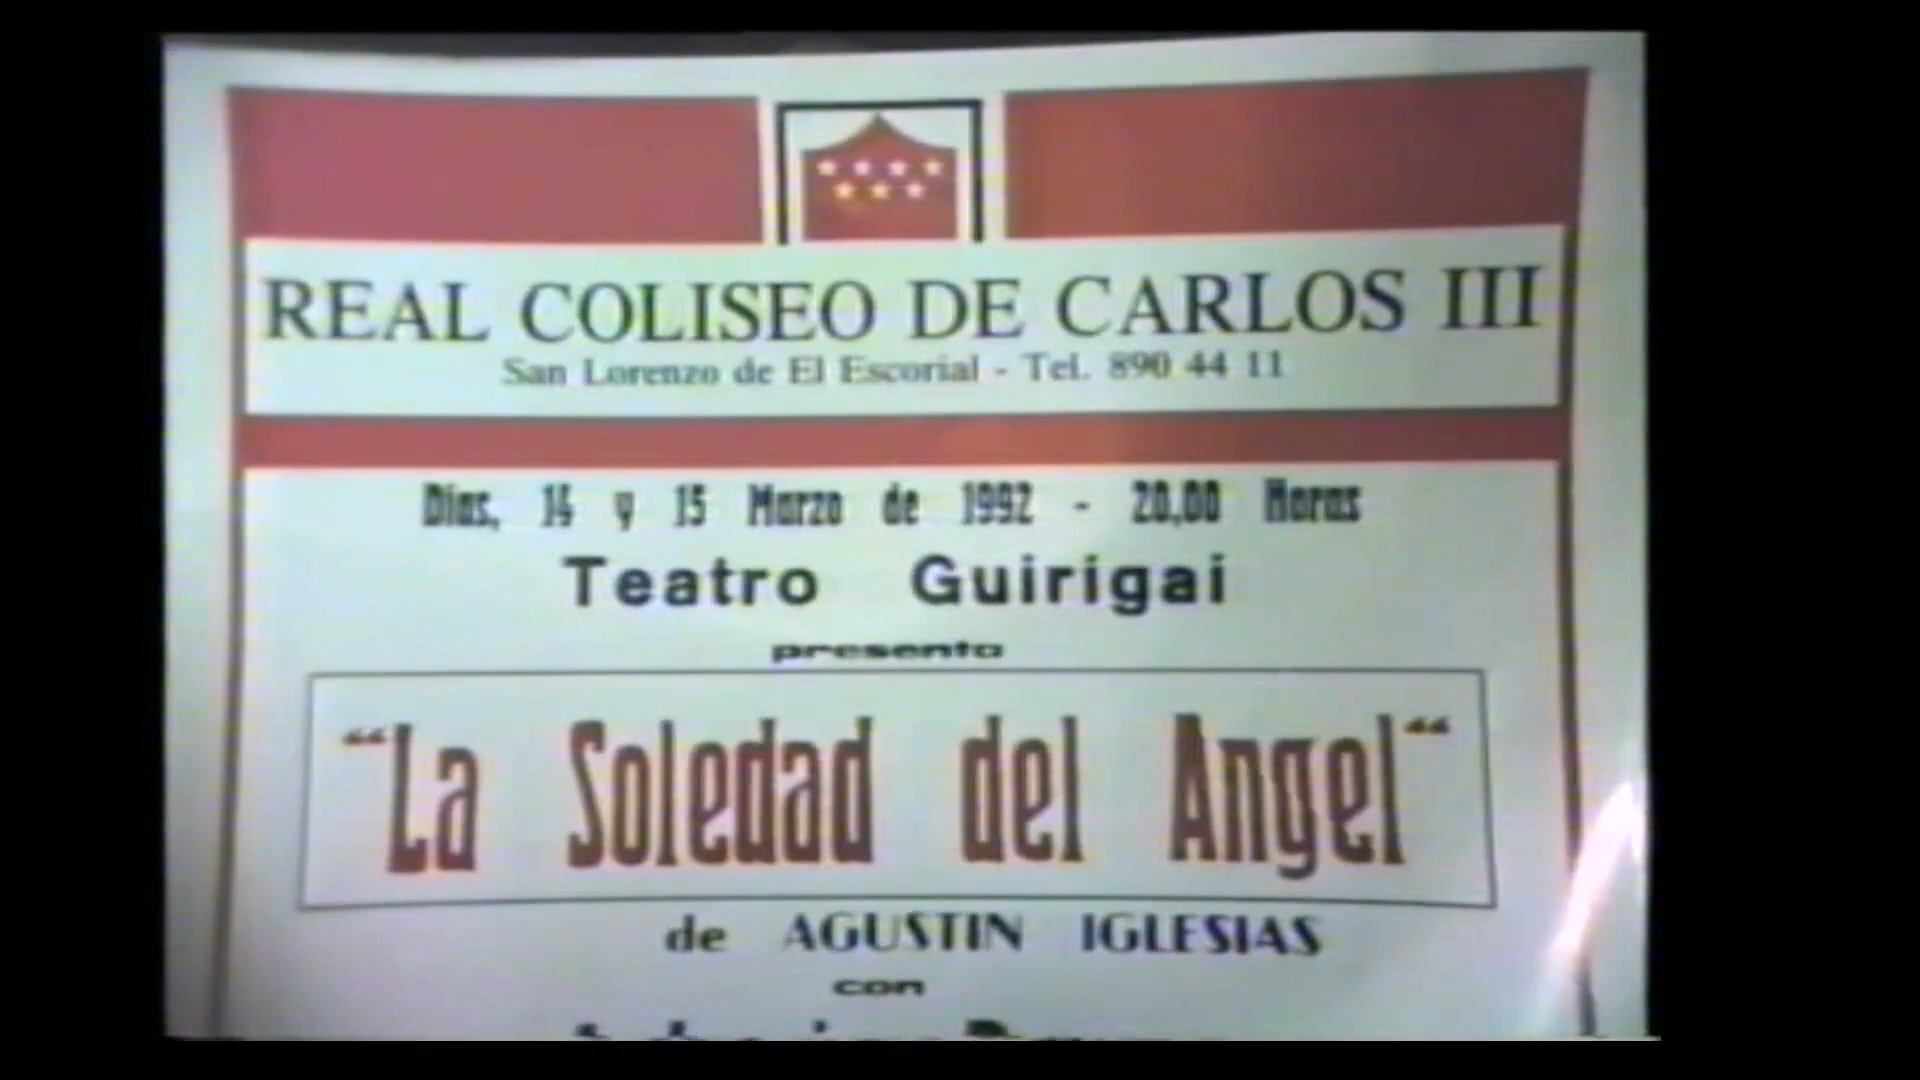 REAL COLISEO DE CARLOS III
San Lorenzo de El Escorial - Tel. 890 44 11
Dias, 14 y 15 Marzo de 1992 - 20,00 Horas
Teatro Guirigai
presenta
“La Soledad del Angel“
de AGUSTIN IGLESIAS
con